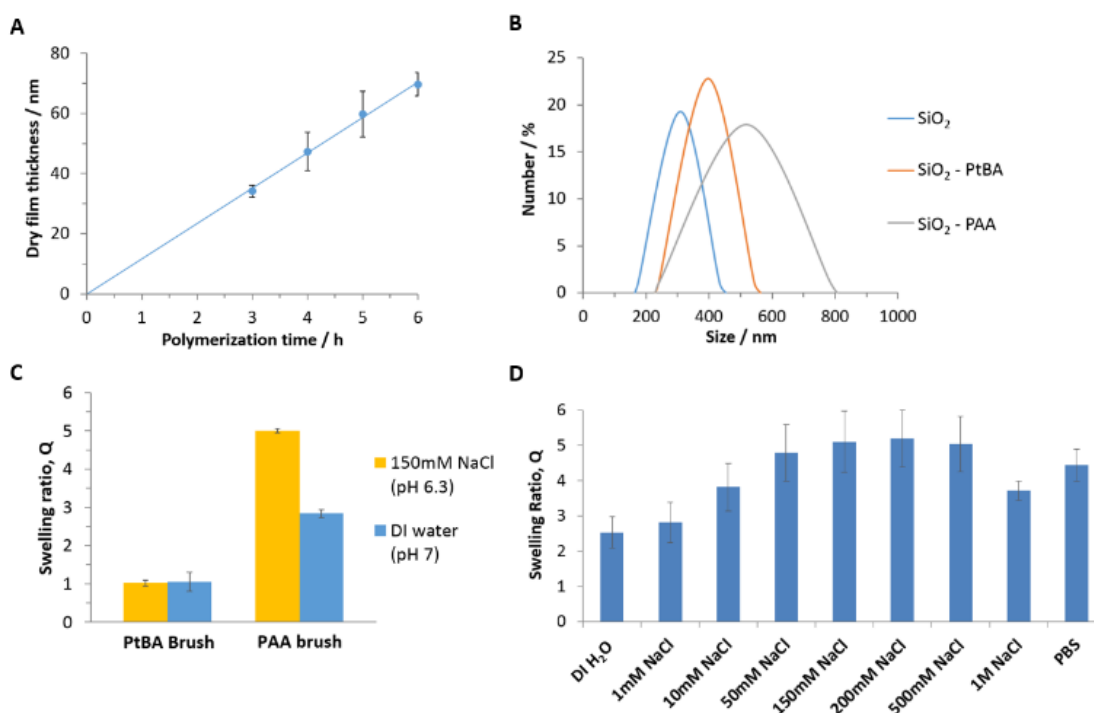 A
Dry film thickness / nm
80
60
40
20
0
0 1 2 3 4 5 6
Polymerization time / h
B
Number / %
25
20
15
10
5
0
0 200 400 600 800 1000
Size / nm
SiO₂
SiO₂ - PtBA
SiO₂ - PAA
C
Swelling ratio, Q
6
5
4
3
2
1
0
PtBA Brush PAA brush
150mM NaCl
(pH 6.3)
DI water
(pH 7)
D
Swelling Ratio, Q
6
5
4
3
2
1
0
DI H₂O
1mM NaCl
10mM NaCl
50mM NaCl
150mM NaCl
200mM NaCl
500mM NaCl
1M NaCl
PBS